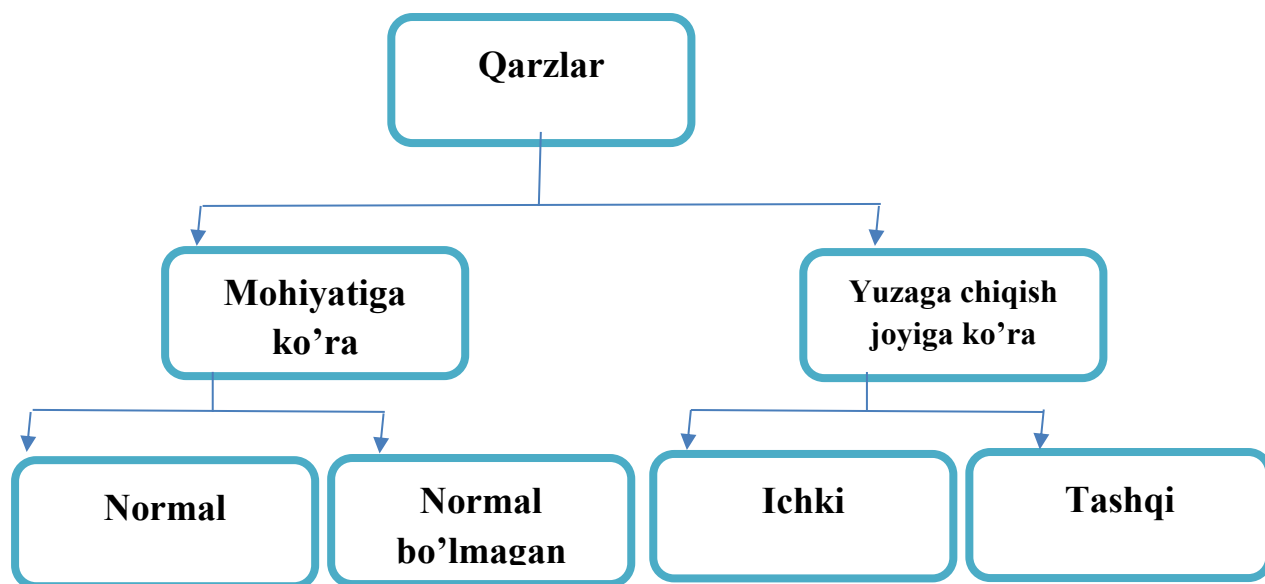 Qarzlar
Mohiyatiga
ko’ra
Yuzaga chiqish
joyiga ko’ra
Normal
Normal
bo’lmagan
Ichki
Tashqi